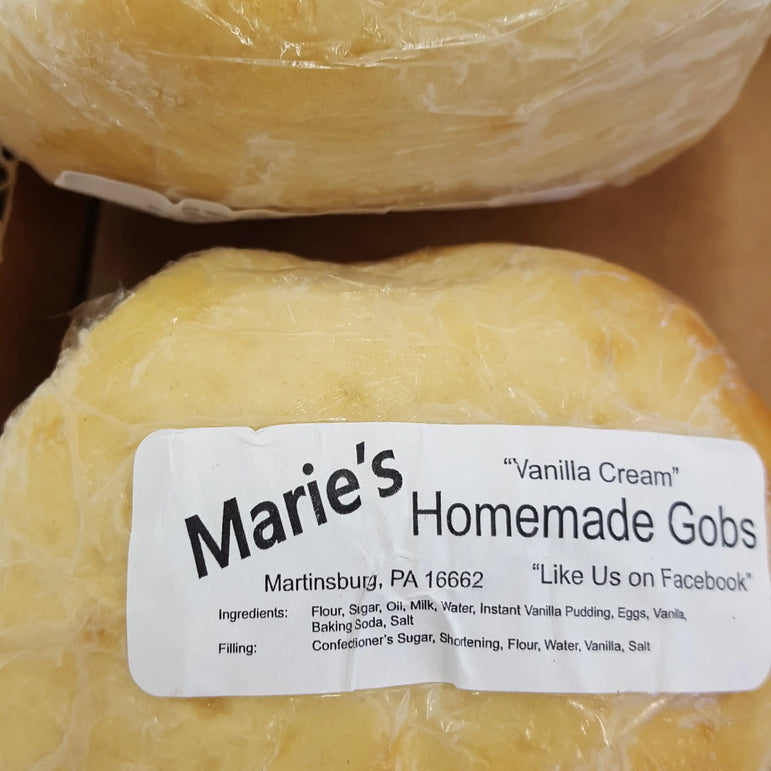 Marie's
"Vanilla Cream"
Homemade Gobs
Martinsburg, PA 16662
"Like Us on Facebook"
Ingredients: Flour, Sugar, Oil, Milk, Water, Instant Vanilla Pudding, Eggs, Vanilla,
Baking Soda, Salt
Filling: Confectioner's Sugar, Shortening, Flour, Water, Vanilla, Salt